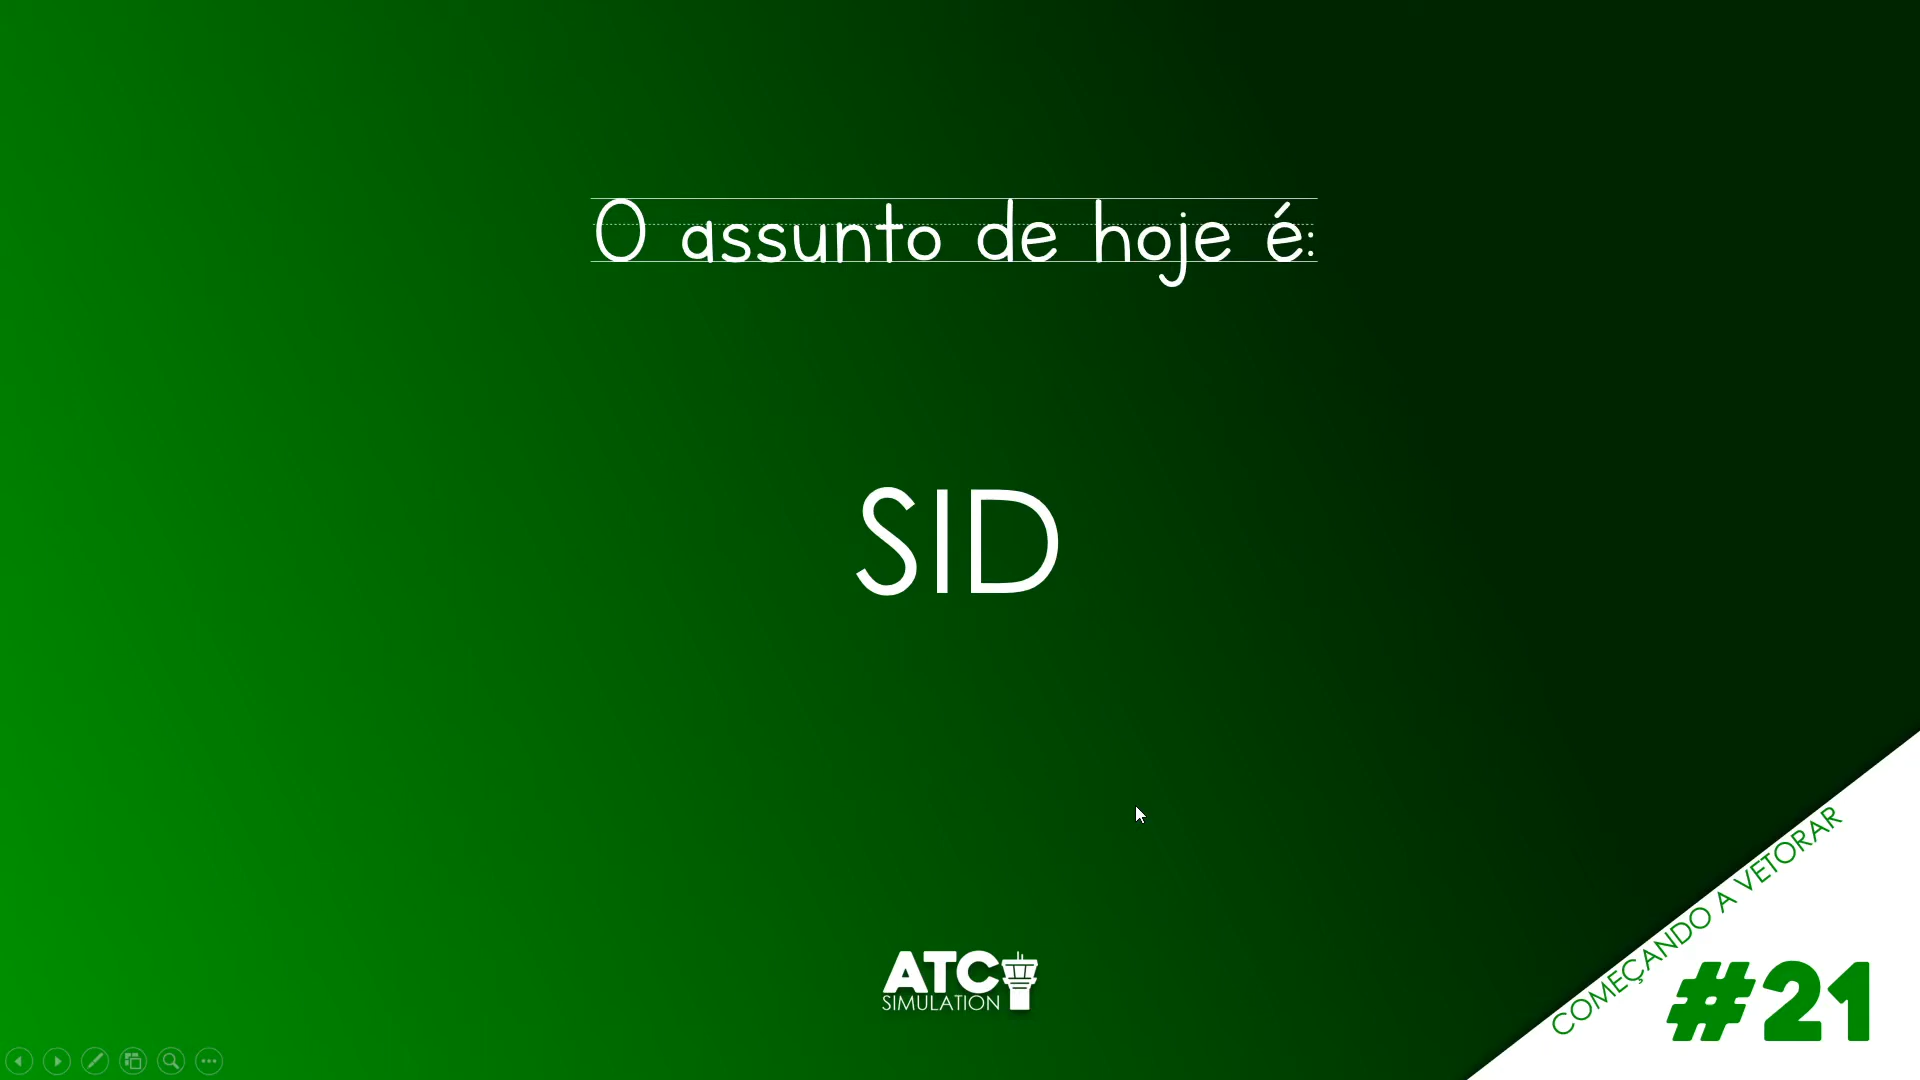 O assunto de hoje é:
SID
COMEÇANDO A VETORAR
#21
ATC
SIMULATION